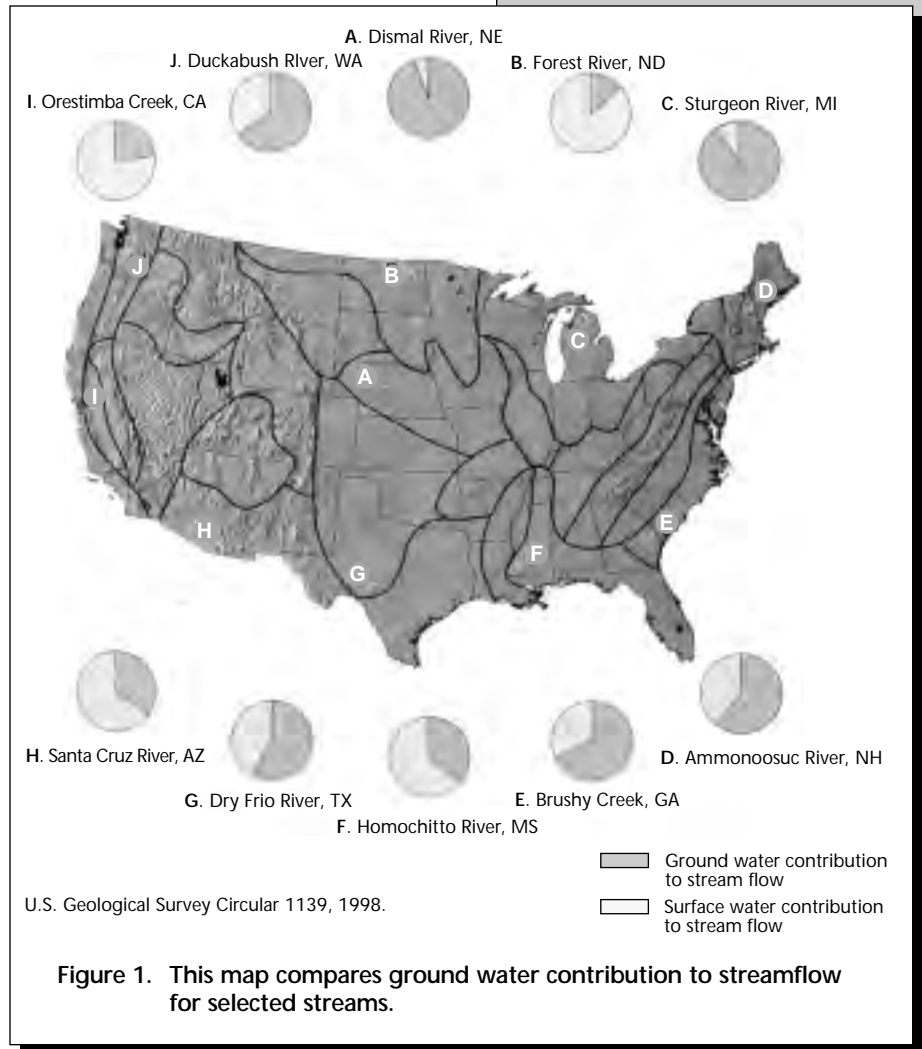 A. Dismal River, NE
J. Duckabush RIver, WA
B. Forest River, ND
I. Orestimba Creek, CA
C. Sturgeon River, MI
J
B
D
C
A
I
H
E
F
G
H. Santa Cruz River, AZ
D. Ammonoosuc River, NH
G. Dry Frio River, TX
E. Brushy Creek, GA
F. Homochitto River, MS
Ground water contribution
to stream flow
U.S. Geological Survey Circular 1139, 1998.
Surface water contribution
to stream flow
Figure 1. This map compares ground water contribution to streamflow
for selected streams.